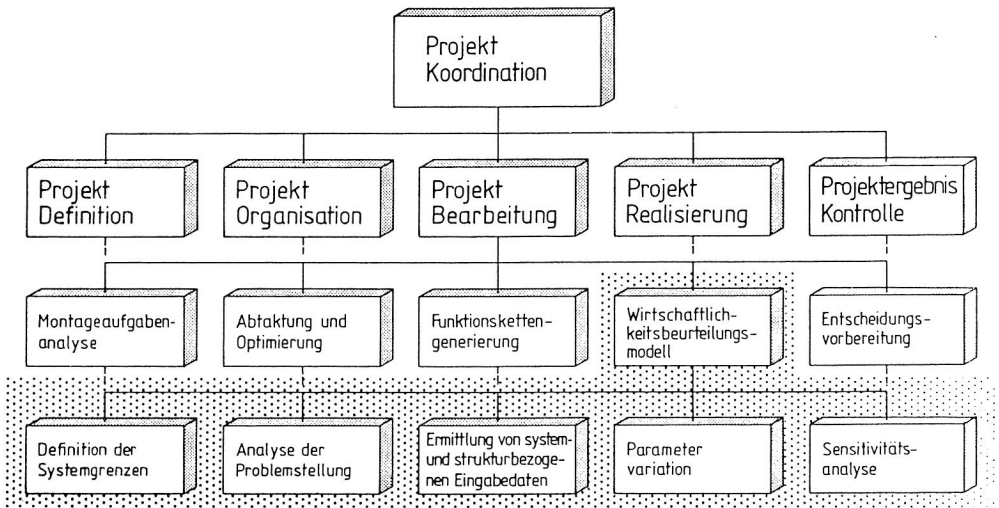 Projekt
Koordination
Projekt
Definition
Projekt
Organisation
Projekt
Bearbeitung
Projekt
Realisierung
Projektergebnis
Kontrolle
Montageaufgaben-
analyse
Abtaktung und
Optimierung
Funktionsketten-
generierung
Wirtschaftlich-
keitsbeurteilungs-
modell
Entscheidungs-
vorbereitung
Definition der
Systemgrenzen
Analyse der
Problemstellung
Ermittlung von system-
und strukturbezoge-
nen Eingabedaten
Parameter
variation
Sensitivitäts-
analyse